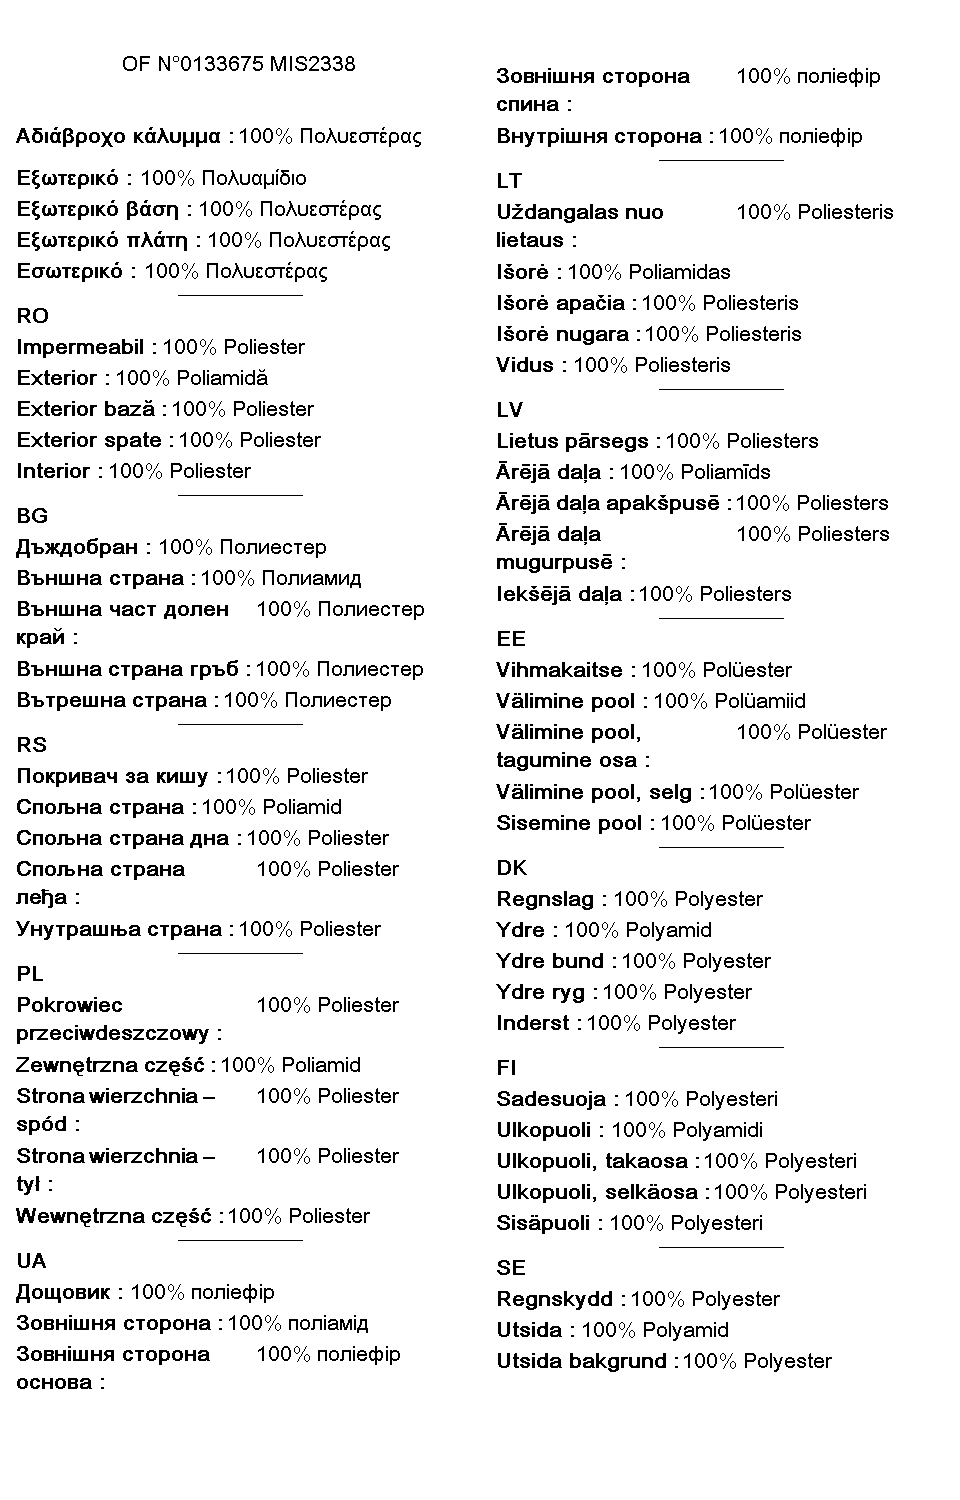 OF N°0133675 MIS2338
Αδιάβροχο κάλυμμα : 100% Πολυεστέρας
Εξωτερικό : 100% Πολυαμίδιο
Εξωτερικό βάση : 100% Πολυεστέρας
Εξωτερικό πλάτη : 100% Πολυεστέρας
Εσωτερικό : 100% Πολυεστέρας
RO
Impermeabil : 100% Poliester
Exterior : 100% Poliamidă
Exterior bază : 100% Poliester
Exterior spate : 100% Poliester
Interior : 100% Poliester
BG
Дъждобран : 100% Полиестер
Външна страна : 100% Полиамид
Външна част долен 100% Полиестер
край :
Външна страна гръб : 100% Полиестер
Вътрешна страна : 100% Полиестер
RS
Покривач за кишу : 100% Poliester
Спољна страна : 100% Poliamid
Спољна страна дна : 100% Poliester
Спољна страна 100% Poliester
леђа :
Унутрашња страна : 100% Poliester
PL
Pokrowiec 100% Poliester
przeciwdeszczowy :
Zewnętrzna część : 100% Poliamid
Strona wierzchnia – 100% Poliester
spód :
Strona wierzchnia – 100% Poliester
tył :
Wewnętrzna część : 100% Poliester
UA
Дощовик : 100% поліефір
Зовнішня сторона : 100% поліамід
Зовнішня сторона 100% поліефір
основа :
Зовнішня сторона 100% поліефір
спина :
Внутрішня сторона : 100% поліефір
LT
Uždangalas nuo 100% Poliesteris
lietaus :
Išorė : 100% Poliamidas
Išorė apačia : 100% Poliesteris
Išorė nugara : 100% Poliesteris
Vidus : 100% Poliesteris
LV
Lietus pārsegs : 100% Poliesters
Ārējā daļa : 100% Poliamīds
Ārējā daļa apakšpusē : 100% Poliesters
Ārējā daļa 100% Poliesters
mugurpusē :
Iekšējā daļa : 100% Poliesters
EE
Vihmakaitse : 100% Polüester
Välimine pool : 100% Polüamiid
Välimine pool, 100% Polüester
tagumine osa :
Välimine pool, selg : 100% Polüester
Sisemine pool : 100% Polüester
DK
Regnslag : 100% Polyester
Ydre : 100% Polyamid
Ydre bund : 100% Polyester
Ydre ryg : 100% Polyester
Inderst : 100% Polyester
FI
Sadesuoja : 100% Polyesteri
Ulkopuoli : 100% Polyamidi
Ulkopuoli, takaosa : 100% Polyesteri
Ulkopuoli, selkäosa : 100% Polyesteri
Sisäpuoli : 100% Polyesteri
SE
Regnskydd : 100% Polyester
Utsida : 100% Polyamid
Utsida bakgrund : 100% Polyester